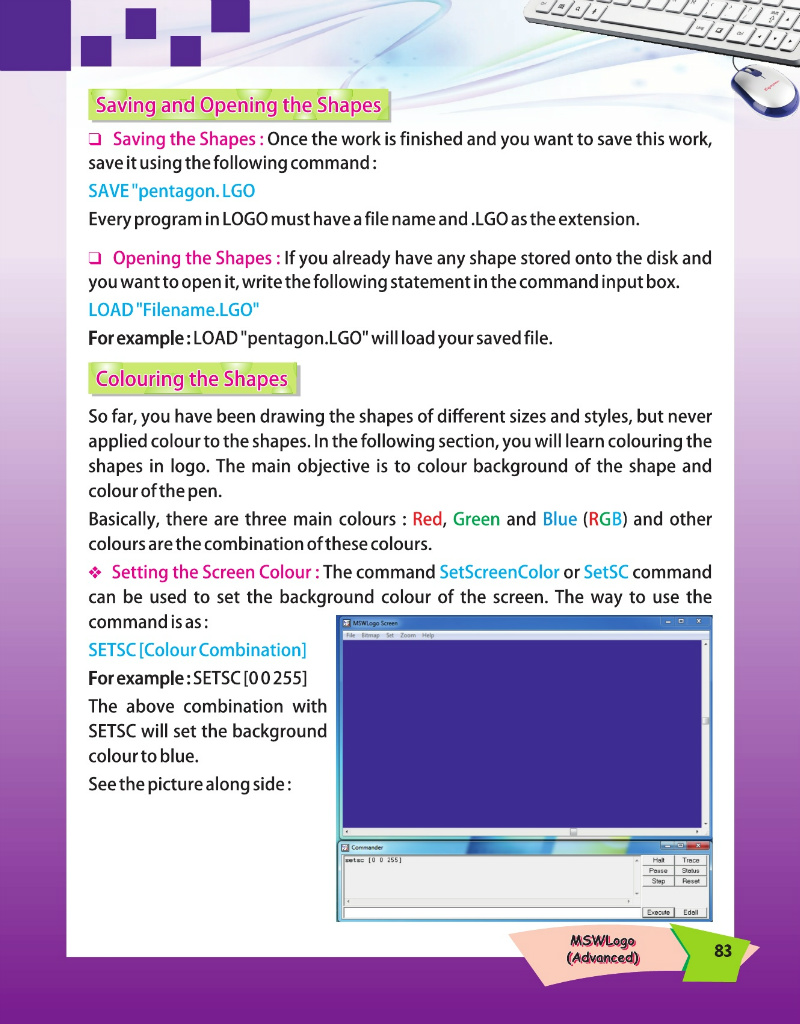 Saving and Opening the Shapes
❑ Saving the Shapes : Once the work is finished and you want to save this work,
save it using the following command :
SAVE "pentagon. LGO
Every program in LOGO must have a file name and .LGO as the extension.
❑ Opening the Shapes : If you already have any shape stored onto the disk and
you want to open it, write the following statement in the command input box.
LOAD "Filename.LGO"
For example : LOAD "pentagon.LGO" will load your saved file.
Colouring the Shapes
So far, you have been drawing the shapes of different sizes and styles, but never
applied colour to the shapes. In the following section, you will learn colouring the
shapes in logo. The main objective is to colour background of the shape and
colour of the pen.
Basically, there are three main colours : Red, Green and Blue (RGB) and other
colours are the combination of these colours.
❖ Setting the Screen Colour : The command SetScreenColor or SetSC command
can be used to set the background colour of the screen. The way to use the
command is as :
SETSC [Colour Combination]
For example : SETSC [0 0 255]
The above combination with
SETSC will set the background
colour to blue.
See the picture along side :
MSWLogo Screen
File Bitmap Set Zoom Help
Commander
setsc [0 0 255]
Halt Trace
Pause Status
Step Reset
Execute Edall
MSWLogo
(Advanced)
83